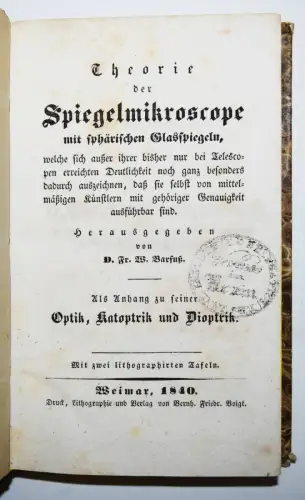 Theorie
der
Spiegelmikroscope
mit sphärischen Glasspiegeln,
welche sich außer ihrer bisher nur bei Telesco-
pen erreichten Deutlichkeit noch ganz besonders
dadurch auszeichnen, daß sie selbst von mittel-
mäßigen Künstlern mit gehöriger Genauigkeit
ausführbar sind.
Herausgegeben
von
D. Fr. W. Barfuß.
Als Anhang zu seiner
Optik, Katoptrik und Dioptrik.
Mit zwei lithographirten Tafeln.
Weimar, 1840.
Druck, Lithographie und Verlag von Bernh. Friedr. Voigt.